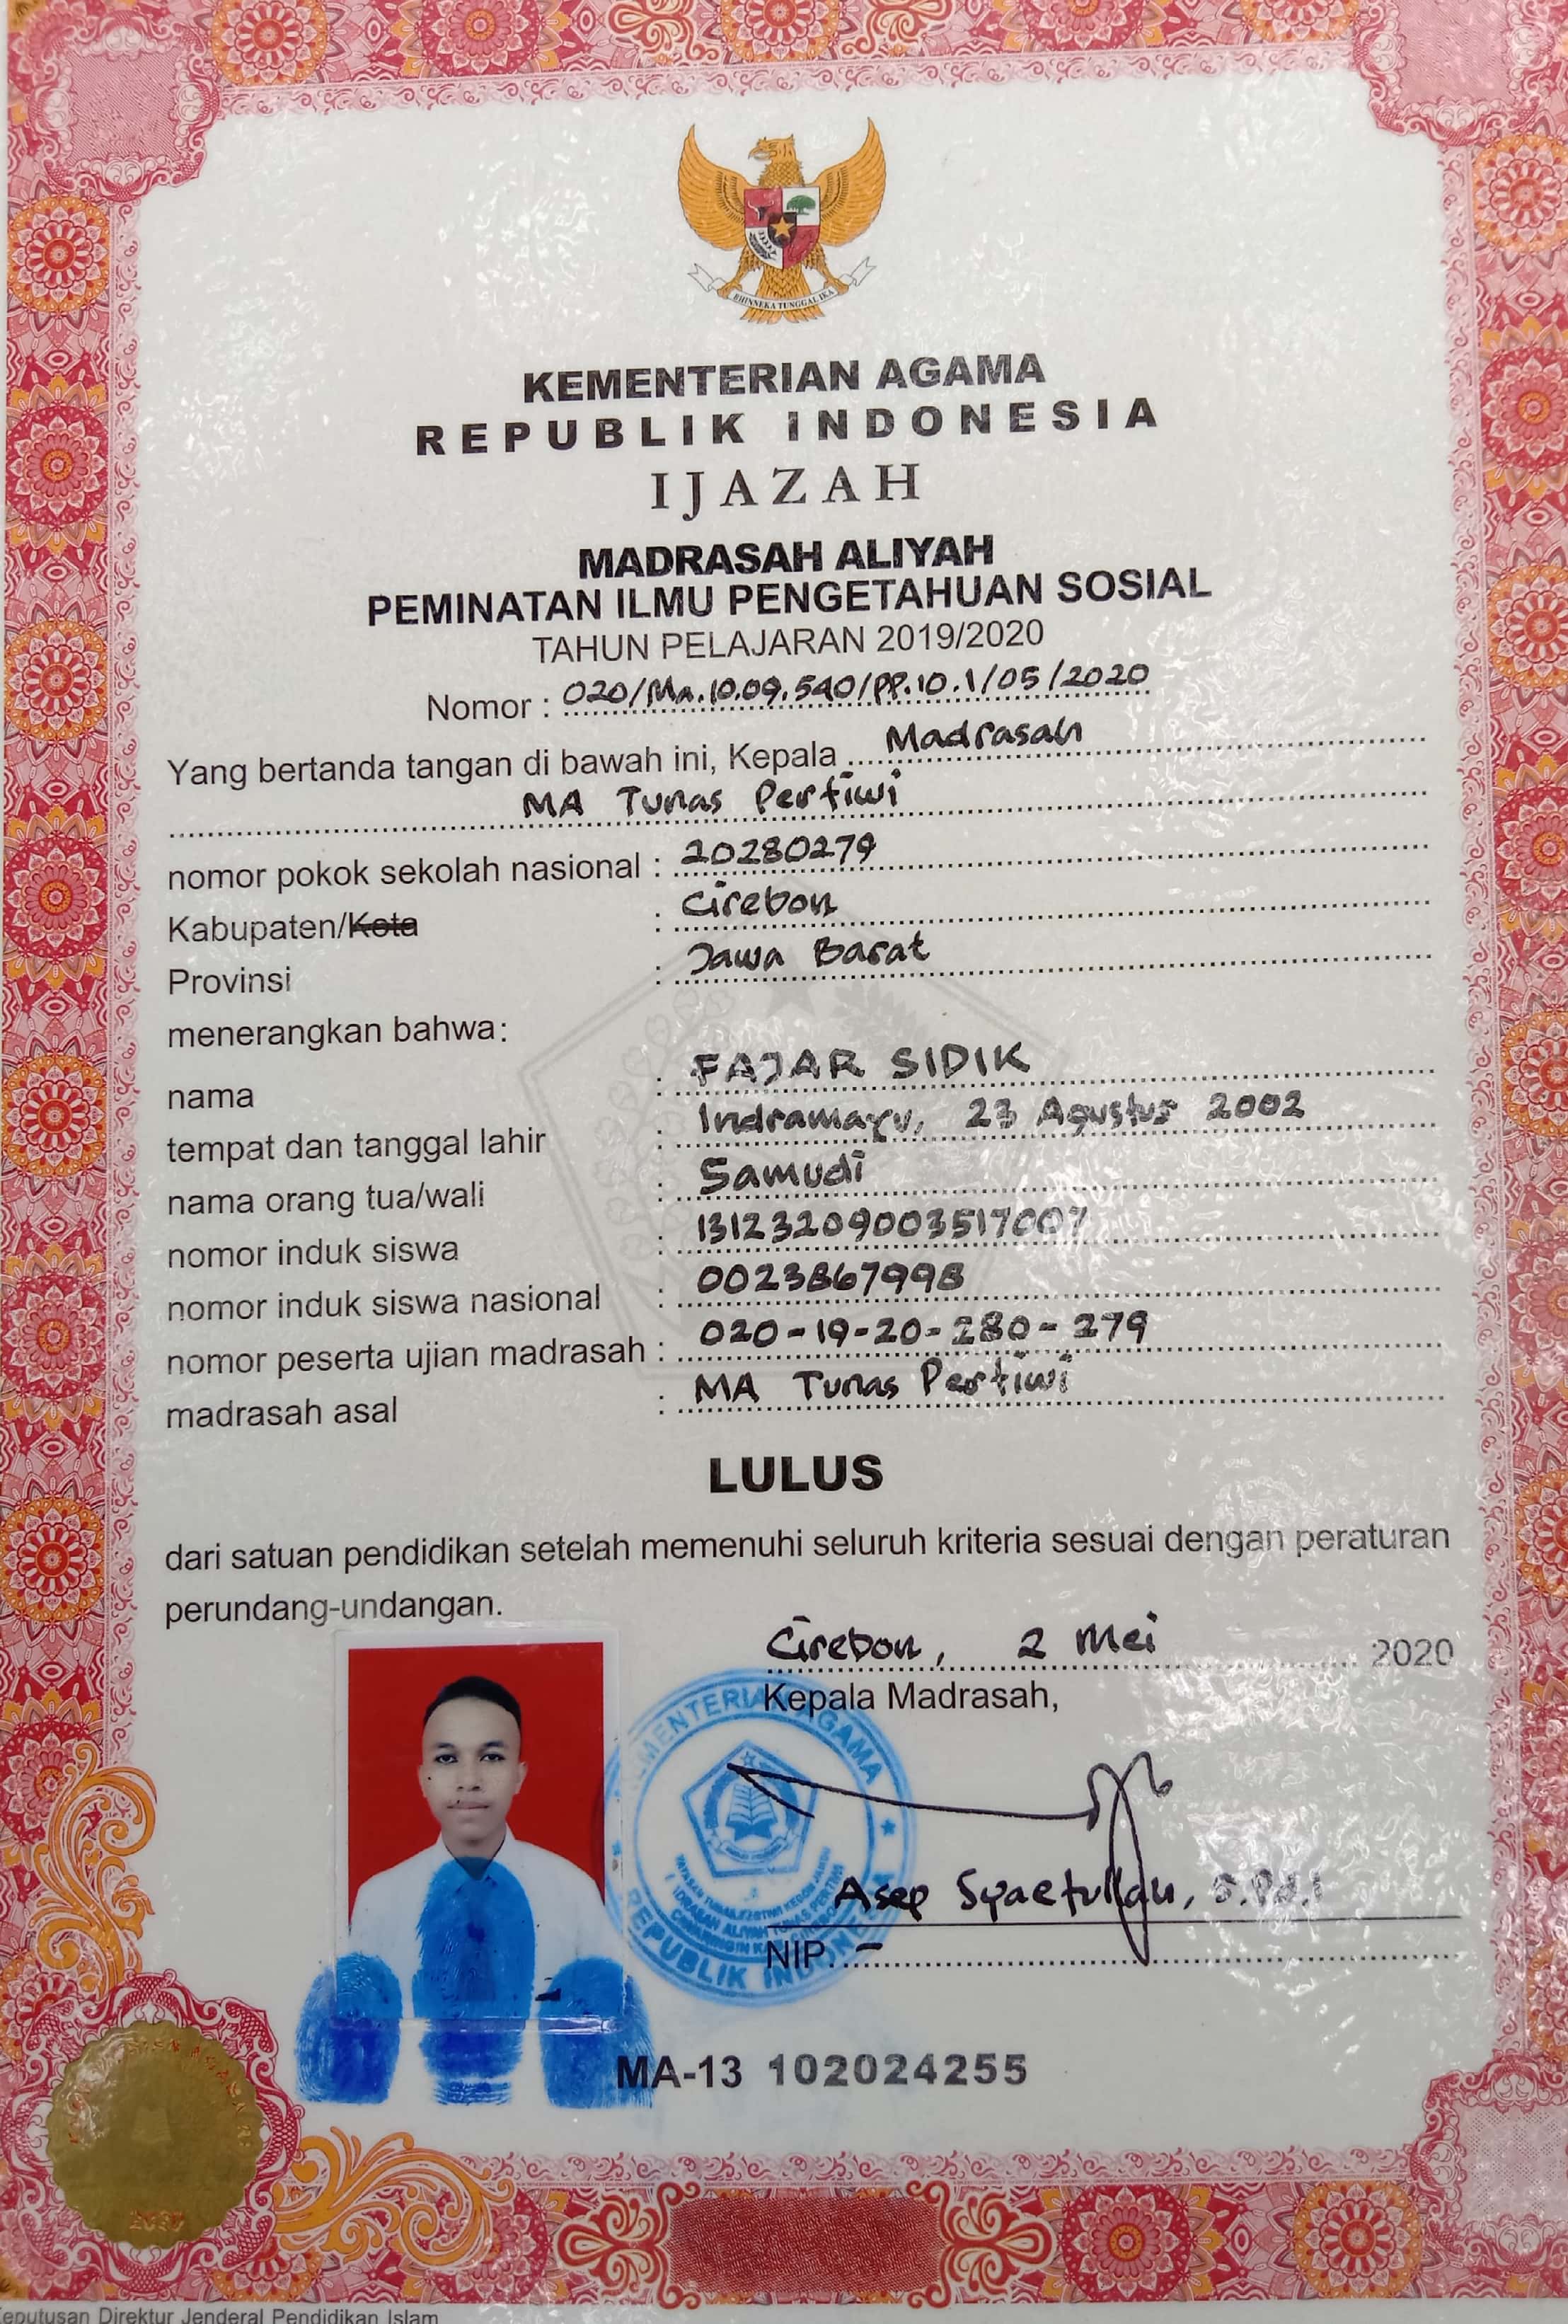 BHINNEKA TUNGGAL IKA
KEMENTERIAN AGAMA
REPUBLIK INDONESIA
IJAZAH
MADRASAH ALIYAH
PEMINATAN ILMU PENGETAHUAN SOSIAL
TAHUN PELAJARAN 2019/2020
Nomor : 020/Ma.10.09.540/PP.10.1/05/2020
Yang bertanda tangan di bawah ini, Kepala Madrasah
MA Tunas Pertiwi
nomor pokok sekolah nasional : 20280279
Kabupaten/Kota : Cirebon
Provinsi : Jawa Barat
menerangkan bahwa:
nama : FAJAR SIDIK
tempat dan tanggal lahir : Indramayu, 23 Agustus 2002
nama orang tua/wali : Samudi
nomor induk siswa : 131232090035170007
nomor induk siswa nasional : 0023867998
nomor peserta ujian madrasah : 020-19-20-280-279
madrasah asal : MA Tunas Pertiwi
LULUS
dari satuan pendidikan setelah memenuhi seluruh kriteria sesuai dengan peraturan
perundang-undangan.
Cirebon, 2 Mei 2020
Kepala Madrasah,
KEMENTERIAN AGAMA
REPUBLIK INDONESIA
Asep Syaefullah, S.Pd.I
NIP. -
MA-13 102024255
Keputusan Direktur Jenderal Pendidikan Islam